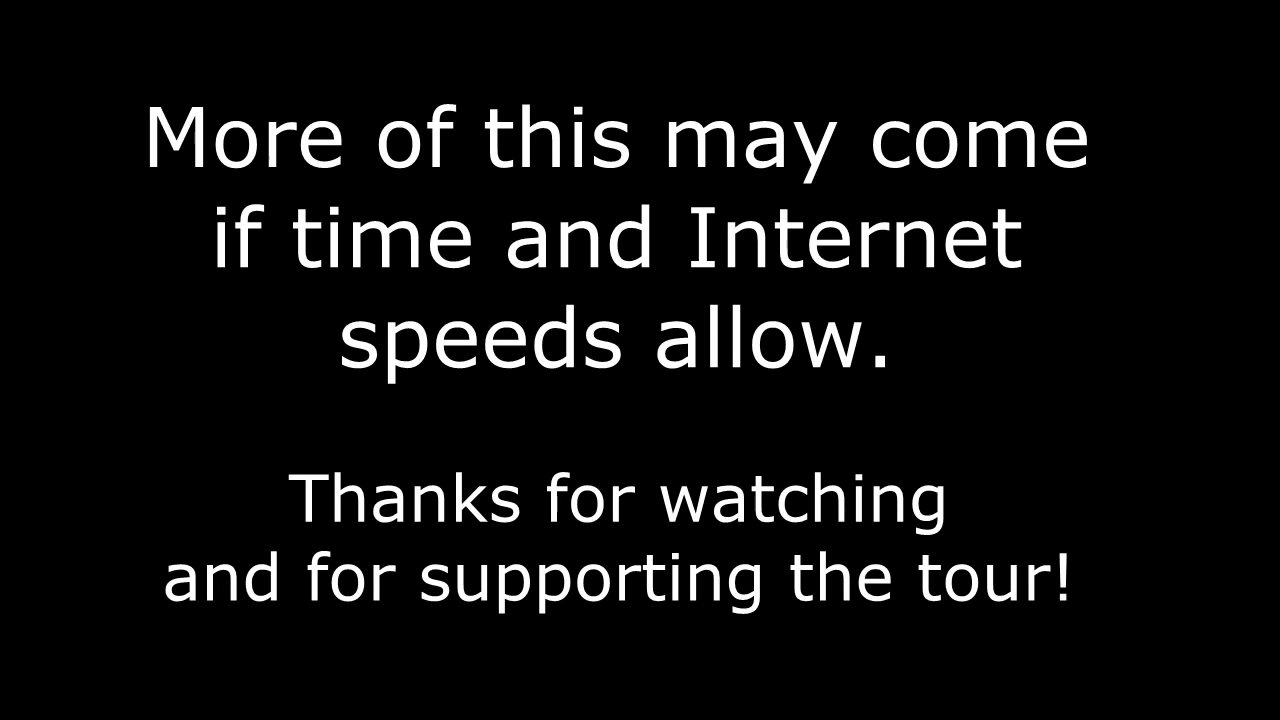 More of this may come
if time and Internet
speeds allow.
Thanks for watching
and for supporting the tour!